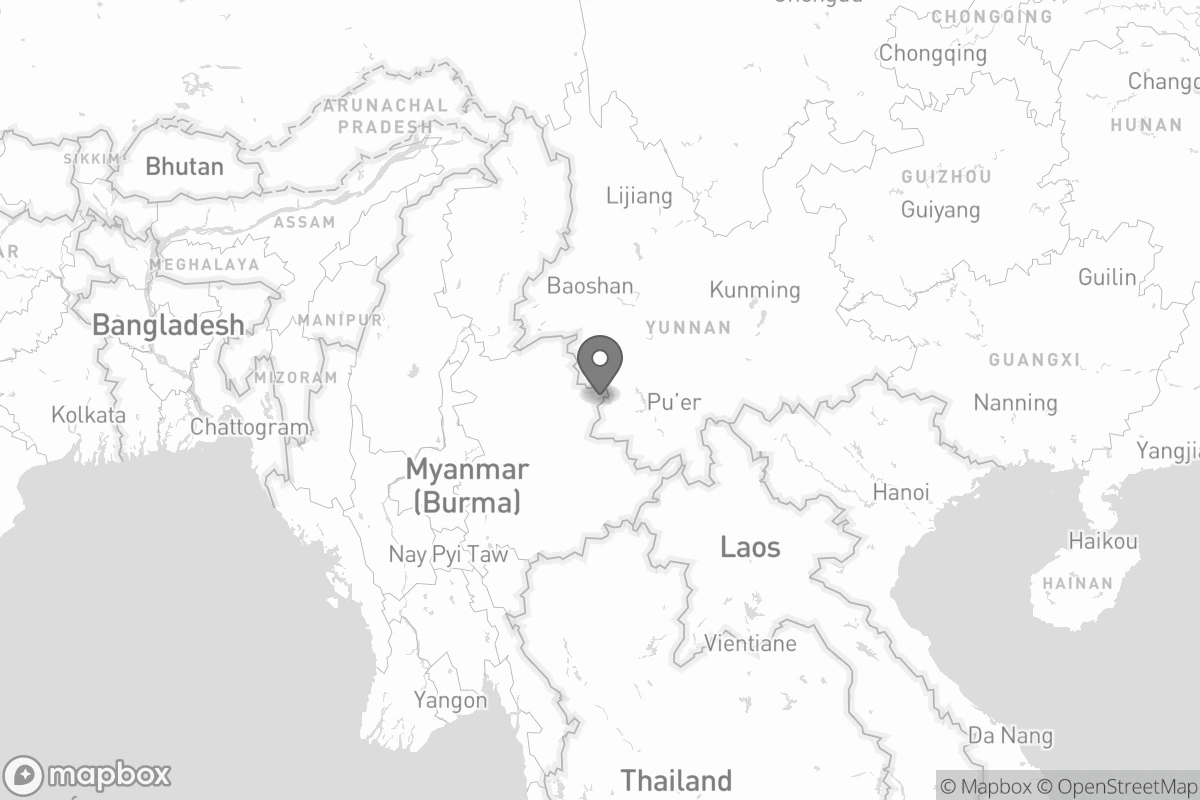 CHONGQING
Chongqing
Changd
HUNAN
ARUNACHAL
PRADESH
SIKKIM
Bhutan
GUIZHOU
Guiyang
Lijiang
ASSAM
AR
MEGHALAYA
Guilin
Baoshan
Kunming
Bangladesh
MANIPUR
YUNNAN
GUANGXI
MIZORAM
Kolkata
Chattogram
Pu’er
Nanning
Yangjia
Myanmar
(Burma)
Hanoi
Nay Pyi Taw
Laos
Haikou
HAINAN
Vientiane
Yangon
Da Nang
Thailand
mapbox
© Mapbox © OpenStreetMap